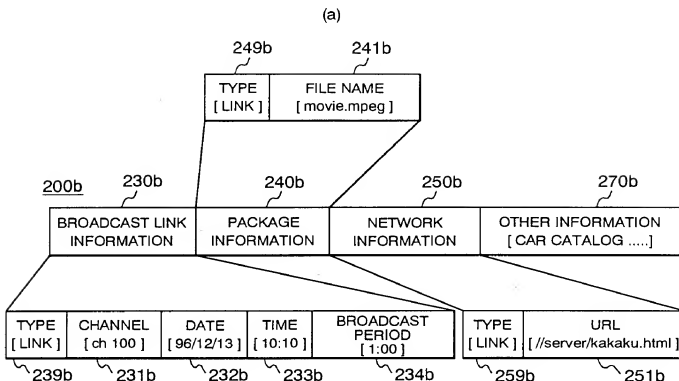 (a)
249b 241b
TYPE FILE NAME
[ LINK ] [ movie.mpeg ]
200b 230b 240b 250b 270b
BROADCAST LINK PACKAGE NETWORK OTHER INFORMATION
INFORMATION INFORMATION INFORMATION [ CAR CATALOG .....]
TYPE CHANNEL DATE TIME BROADCAST PERIOD TYPE URL
[ LINK ] [ ch 100 ] [ 96/12/13 ] [ 10:10 ] [ 1:00 ] [ LINK ] [ //server/kakaku.html ]
239b 231b 232b 233b 234b 259b 251b